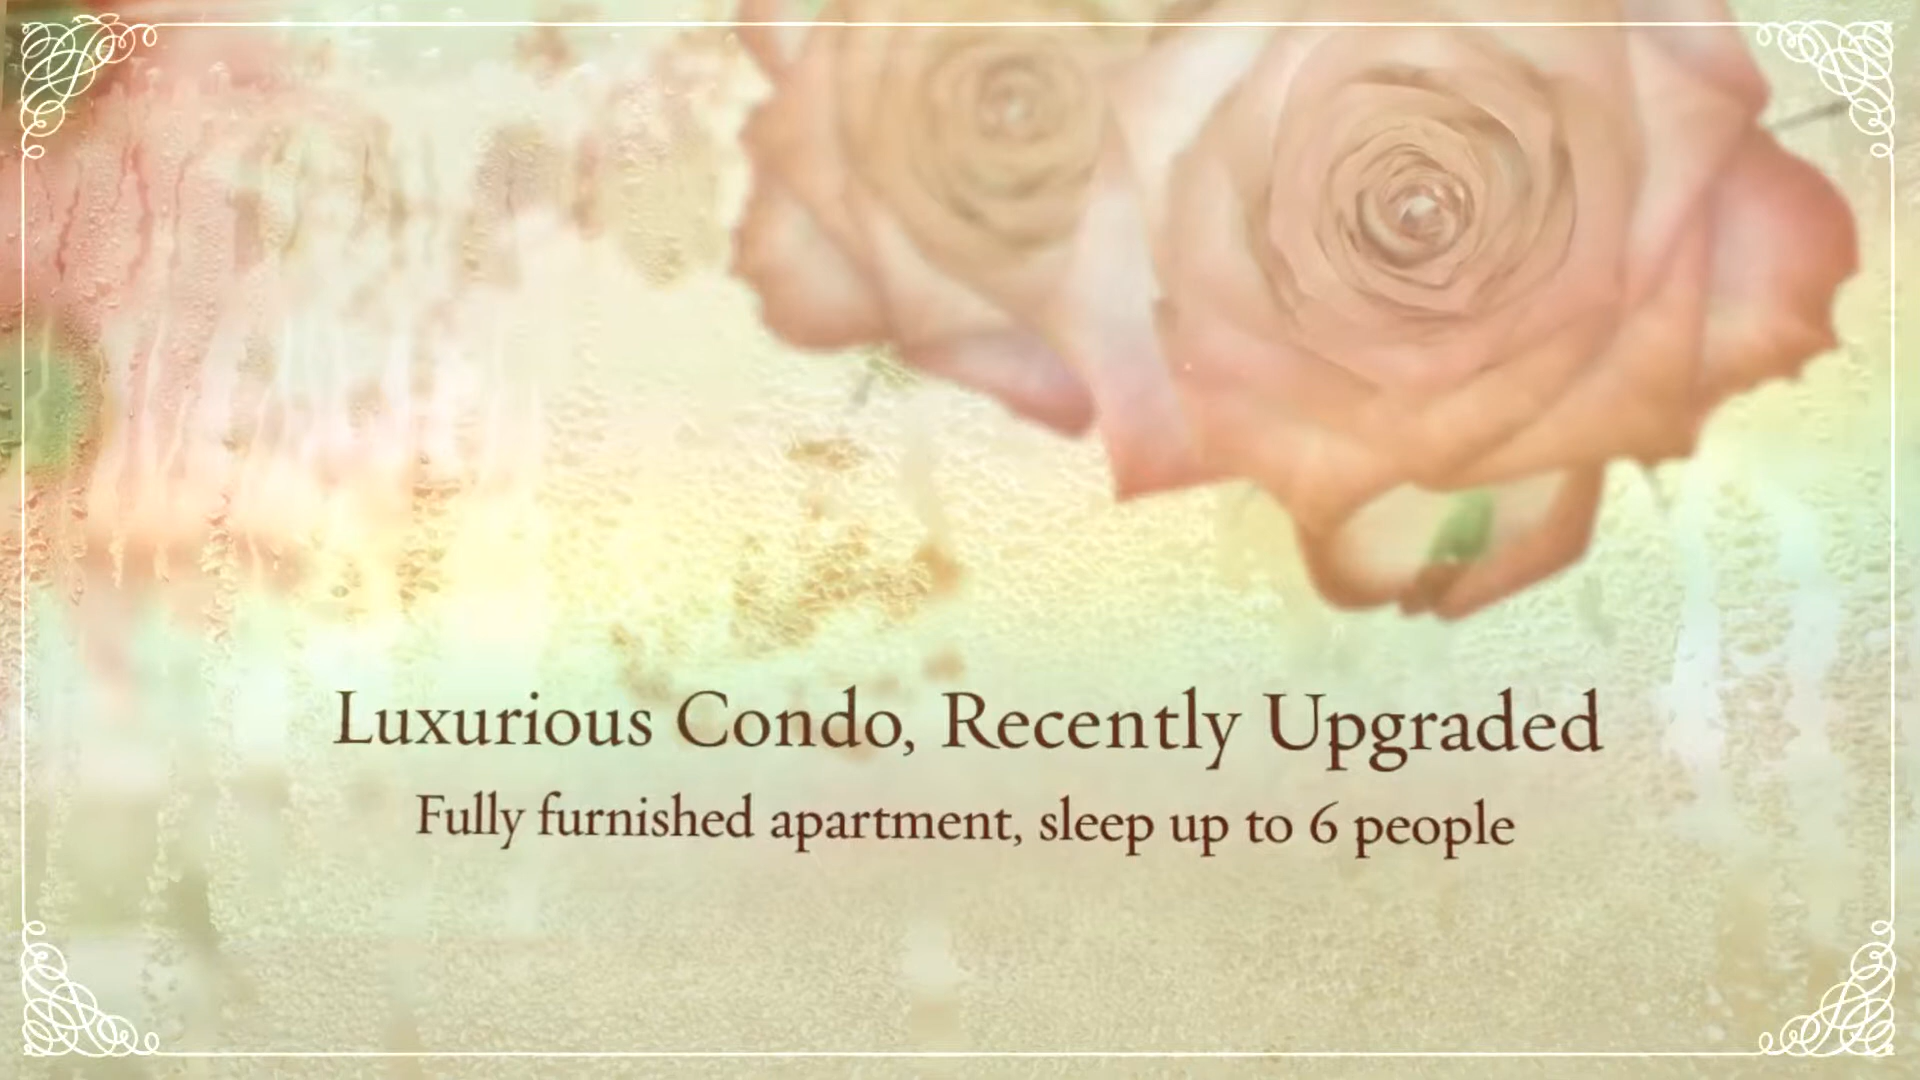 Luxurious Condo, Recently Upgraded
Fully furnished apartment, sleep up to 6 people